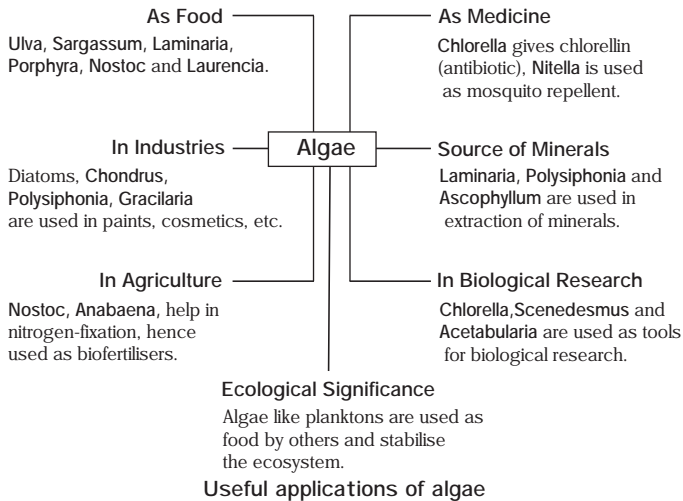 As Food
Ulva, Sargassum, Laminaria,
Porphyra, Nostoc and Laurencia.
As Medicine
Chlorella gives chlorellin
(antibiotic), Nitella is used
as mosquito repellent.
In Industries
Diatoms, Chondrus,
Polysiphonia, Gracilaria
are used in paints, cosmetics, etc.
Algae
Source of Minerals
Laminaria, Polysiphonia and
Ascophyllum are used in
extraction of minerals.
In Agriculture
Nostoc, Anabaena, help in
nitrogen-fixation, hence
used as biofertilisers.
In Biological Research
Chlorella,Scenedesmus and
Acetabularia are used as tools
for biological research.
Ecological Significance
Algae like planktons are used as
food by others and stabilise
the ecosystem.
Useful applications of algae